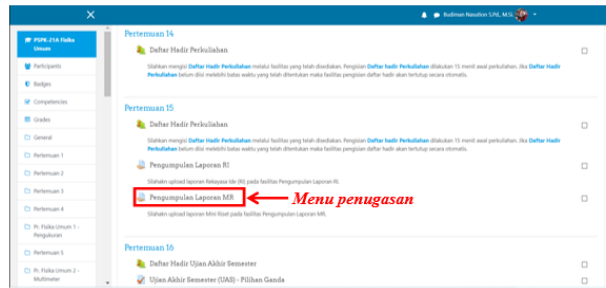 Budiman Nasution S.Pd., M.Si.
PSPK-21A Fisika
Umum
Participants
Badges
Competencies
Grades
General
Pertemuan 1
Pertemuan 2
Pertemuan 3
Pertemuan 4
Pr. Fisika Umum 1 -
Pengukuran
Pertemuan 5
Pr. Fisika Umum 2 -
Multimeter
Pertemuan 14
Daftar Hadir Perkuliahan
Silahkan mengisi Daftar Hadir Perkuliahan melalui fasilitas yang telah disediakan. Pengisian Daftar hadir Perkuliahan dilakukan 15 menit awal perkuliahan. Jika Daftar Hadir
Perkuliahan belum diisi melebihi batas waktu yang telah ditentukan maka fasilitas pengisian daftar hadir akan tertutup secara otomatis.
Pertemuan 15
Daftar Hadir Perkuliahan
Silahkan mengisi Daftar Hadir Perkuliahan melalui fasilitas yang telah disediakan. Pengisian Daftar hadir Perkuliahan dilakukan 15 menit awal perkuliahan. Jika Daftar Hadir
Perkuliahan belum diisi melebihi batas waktu yang telah ditentukan maka fasilitas pengisian daftar hadir akan tertutup secara otomatis.
Pengumpulan Laporan RI
Silahakn upload laporan Rekayasa Ide (RI) pada fasilitas Pengumpulan Laporan RI.
Pengumpulan Laporan MR
Menu penugasan
Silahakn upload laporan Mini Riset pada fasilitas Pengumpulan Laporan MR.
Pertemuan 16
Daftar Hadir Ujian Akhir Semester
Ujian Akhir Semester (UAS) - Pilihan Ganda